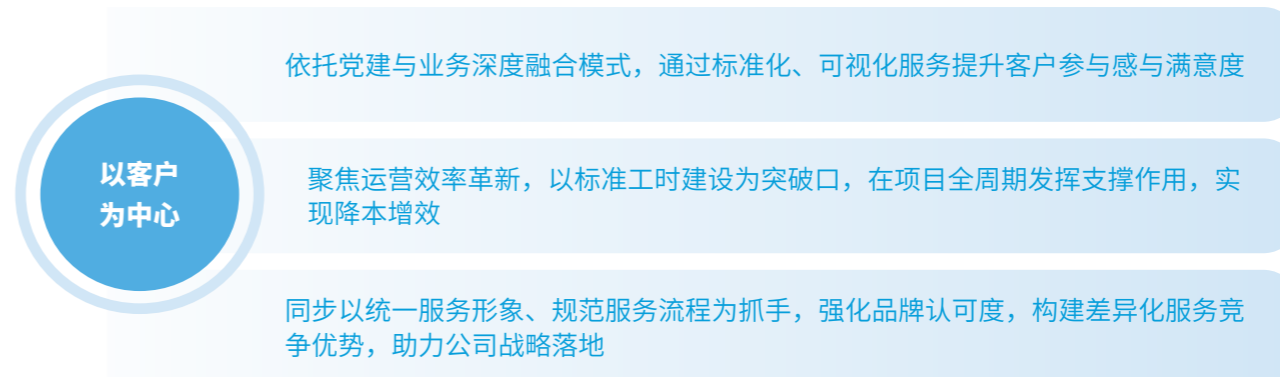 依托党建与业务深度融合模式，通过标准化、可视化服务提升客户参与感与满意度
以客户
为中心
聚焦运营效率革新，以标准工时建设为突破口，在项目全周期发挥支撑作用，实
现降本增效
同步以统一服务形象、规范服务流程为抓手，强化品牌认可度，构建差异化服务竞
争优势，助力公司战略落地